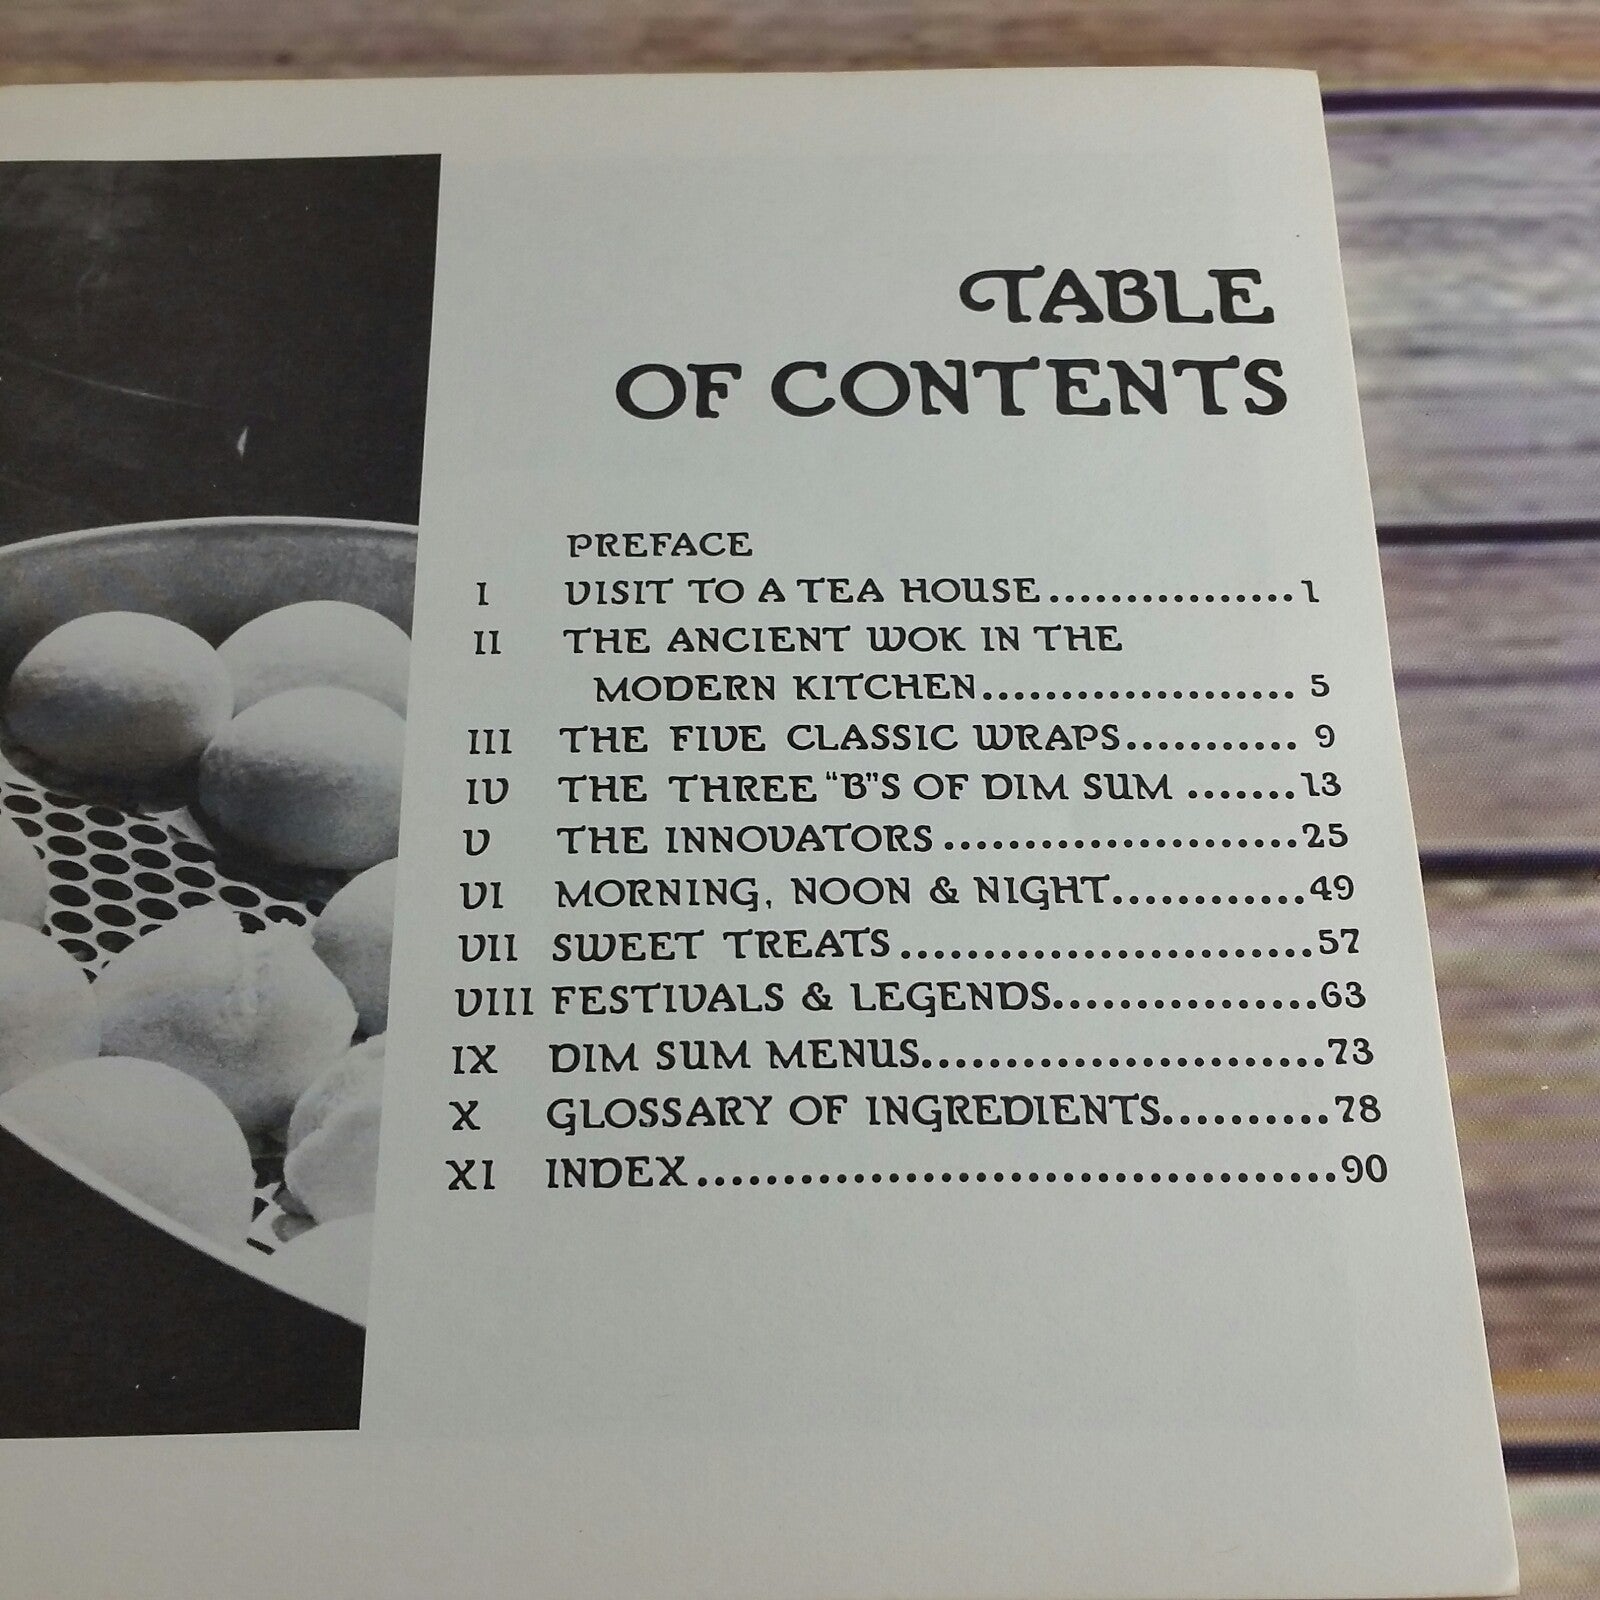 TABLE
OF CONTENTS
PREFACE
I VISIT TO A TEA HOUSE................1
II THE ANCIENT WOK IN THE
MODERN KITCHEN.................... 5
III THE FIVE CLASSIC WRAPS........... 9
IV THE THREE "B"S OF DIM SUM .......13
V THE INNOVATORS.......................25
VI MORNING, NOON & NIGHT............49
VII SWEET TREATS.........................57
VIII FESTIVALS & LEGENDS................63
IX DIM SUM MENUS........................73
X GLOSSARY OF INGREDIENTS..........78
XI INDEX.....................................90